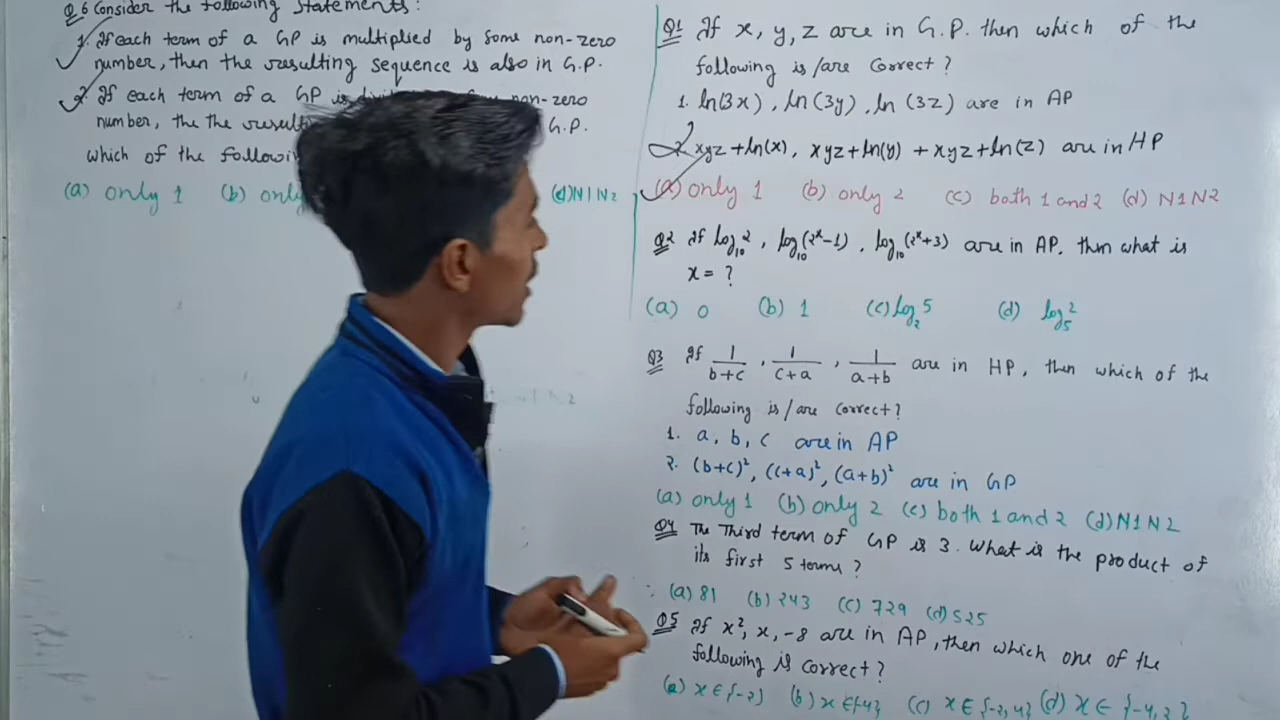 Q.6 Consider the following Statements:
1. If each term of a GP is multiplied by some non-zero
number, then the resulting sequence is also in G.P.
2. If each term of a GP is non-zero
number, the the G.P.
which of the
(a) only 1 (b) only (d) N1 N2
Q1 If x, y, z are in G.P. then which of the
following is/are Correct?
1. ln(3x), ln(3y), ln(3z) are in AP
2. xyz+ln(x), xyz+ln(y) + xyz+ln(z) are in HP
(a) only 1 (b) only 2 (c) both 1 and 2 (d) N1N2
Q2 If log₁₀2, log₁₀(2ˣ-1), log₁₀(2ˣ+3) are in AP. then what is
x = ?
(a) 0 (b) 1 (c) log₂5 (d) log₅2
Q3 If 1/(b+c), 1/(c+a), 1/(a+b) are in HP, then which of the
following is/are correct?
1. a, b, c are in AP
2. (b+c)², (c+a)², (a+b)² are in GP
(a) only 1 (b) only 2 (c) both 1 and 2 (d) N1 N2
Q4 The Third term of GP is 3. What is the product of
its first 5 terms?
(a) 81 (b) 243 (c) 729 (d) 525
Q5 If x², x, -8 are in AP, then which one of the
following is correct?
(a) x∈{-2} (b) x∈{4} (c) x∈{-2,4} (d) x∈{-4,2}